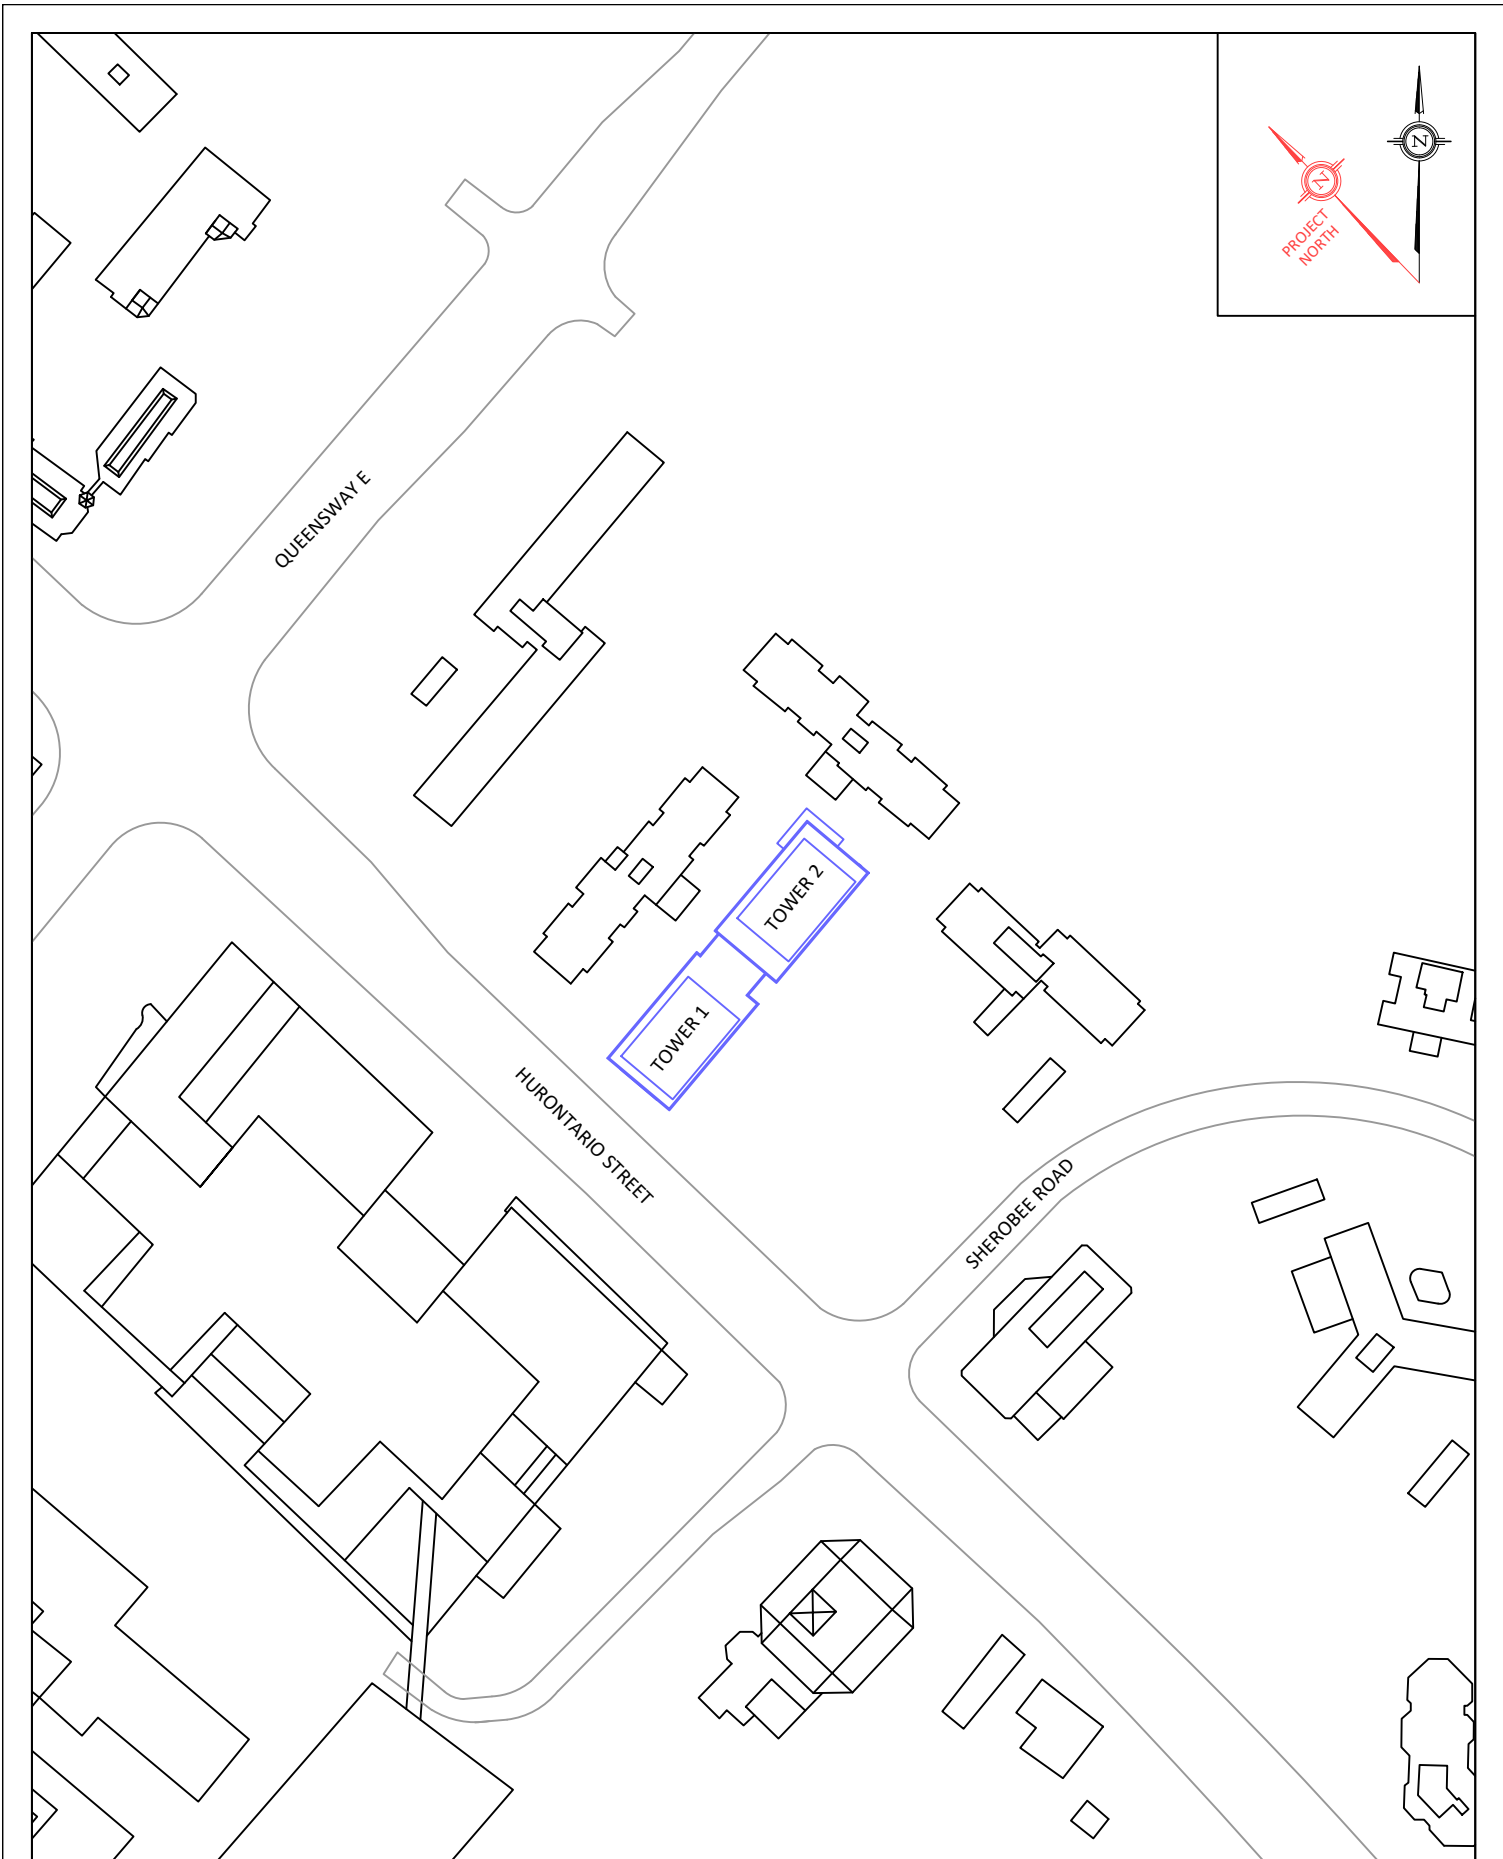 N
N
PROJECT
NORTH
QUEENSWAY E
TOWER 2
TOWER 1
HURONTARIO STREET
SHEROBEE ROAD